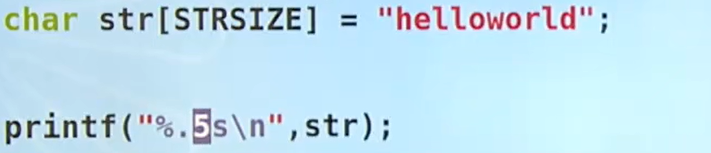 char str[STRSIZE] = "helloworld";
printf("%.5s\n",str);